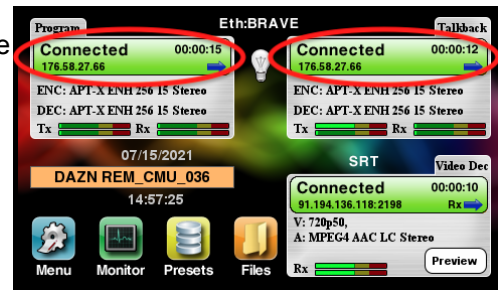 e
Program
Eth:BRAVE
Talkback
Connected 00:00:15
176.58.27.66
ENC: APT-X ENH 256 15 Stereo
DEC: APT-X ENH 256 15 Stereo
Tx Rx
Connected 00:00:12
176.58.27.66
ENC: APT-X ENH 256 15 Stereo
DEC: APT-X ENH 256 15 Stereo
Tx Rx
07/15/2021
DAZN REM_CMU_036
14:57:25
SRT
Video Dec
Connected 00:00:10
91.194.136.118:2198 Rx
V: 720p50,
A: MPEG4 AAC LC Stereo
Rx
Preview
Menu Monitor Presets Files